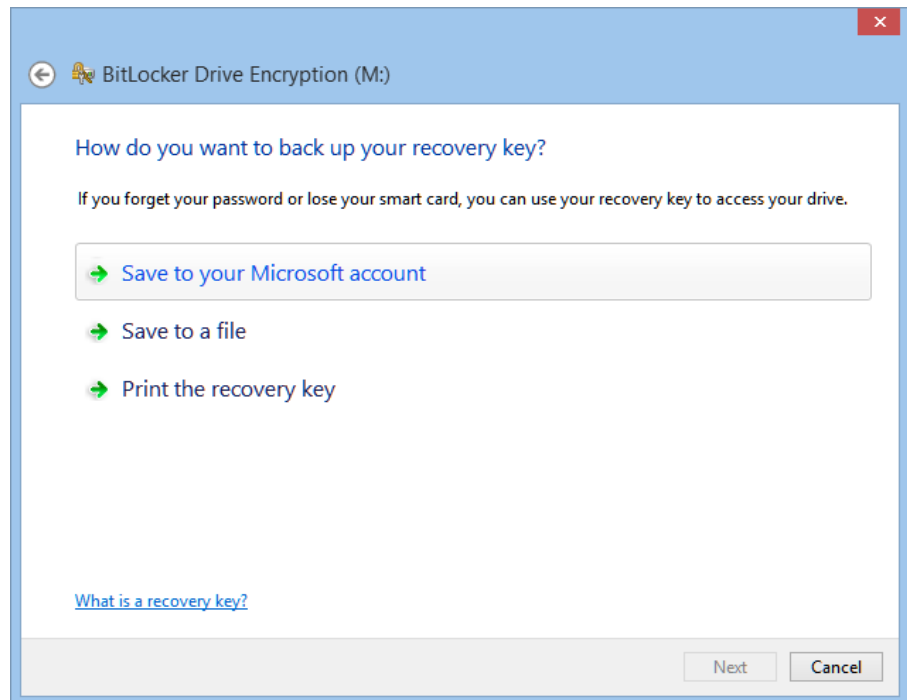 BitLocker Drive Encryption (M:)
How do you want to back up your recovery key?
If you forget your password or lose your smart card, you can use your recovery key to access your drive.
Save to your Microsoft account
Save to a file
Print the recovery key
What is a recovery key?
Next Cancel